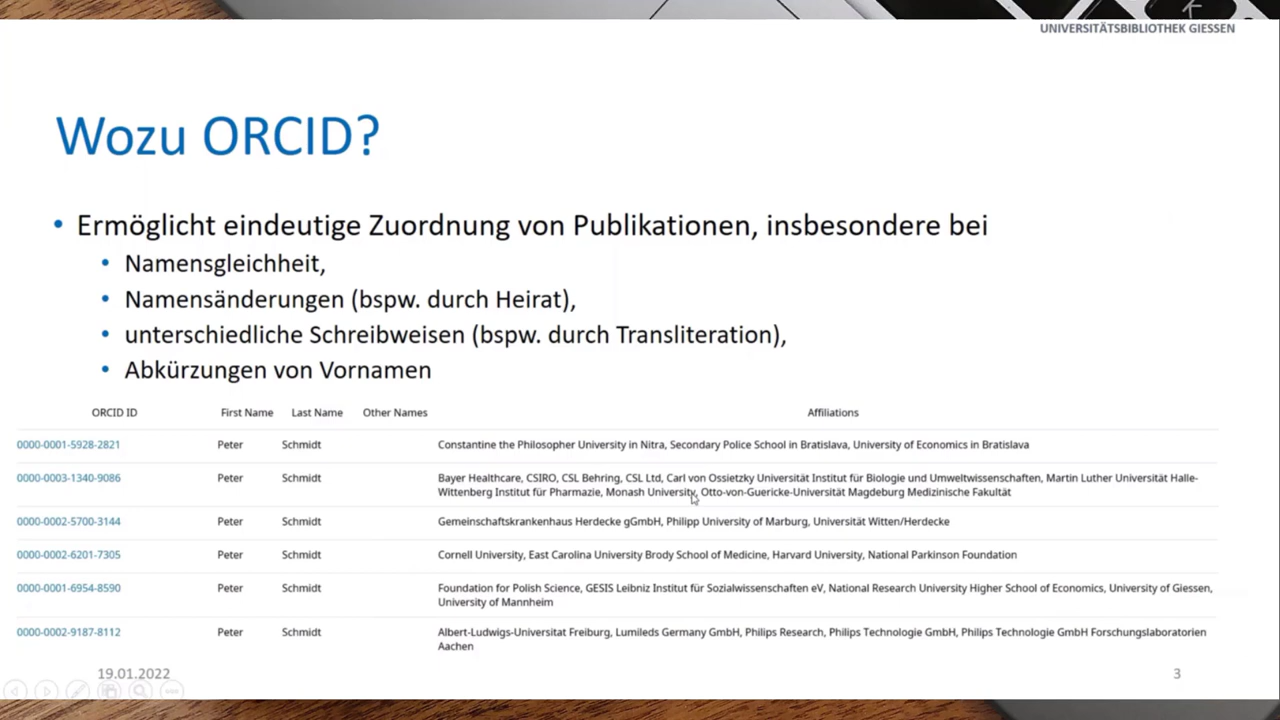 UNIVERSITÄTSBIBLIOTHEK GIESSEN
Wozu ORCID?
• Ermöglicht eindeutige Zuordnung von Publikationen, insbesondere bei
• Namensgleichheit,
• Namensänderungen (bspw. durch Heirat),
• unterschiedliche Schreibweisen (bspw. durch Transliteration),
• Abkürzungen von Vornamen
ORCID ID First Name Last Name Other Names Affiliations
0000-0001-5928-2821 Peter Schmidt Constantine the Philosopher University in Nitra, Secondary Police School in Bratislava, University of Economics in Bratislava
0000-0003-1340-9086 Peter Schmidt Bayer Healthcare, CSIRO, CSL Behring, CSL Ltd, Carl von Ossietzky Universität Institut für Biologie und Umweltwissenschaften, Martin Luther Universität Halle-
Wittenberg Institut für Pharmazie, Monash University, Otto-von-Guericke-Universität Magdeburg Medizinische Fakultät
0000-0002-5700-3144 Peter Schmidt Gemeinschaftskrankenhaus Herdecke gGmbH, Philipp University of Marburg, Universität Witten/Herdecke
0000-0002-6201-7305 Peter Schmidt Cornell University, East Carolina University Brody School of Medicine, Harvard University, National Parkinson Foundation
0000-0001-6954-8590 Peter Schmidt Foundation for Polish Science, GESIS Leibniz Institut für Sozialwissenschaften eV, National Research University Higher School of Economics, University of Giessen,
University of Mannheim
0000-0002-9187-8112 Peter Schmidt Albert-Ludwigs-Universitat Freiburg, Lumileds Germany GmbH, Philips Research, Philips Technologie GmbH, Philips Technologie GmbH Forschungslaboratorien
Aachen
19.01.2022 3